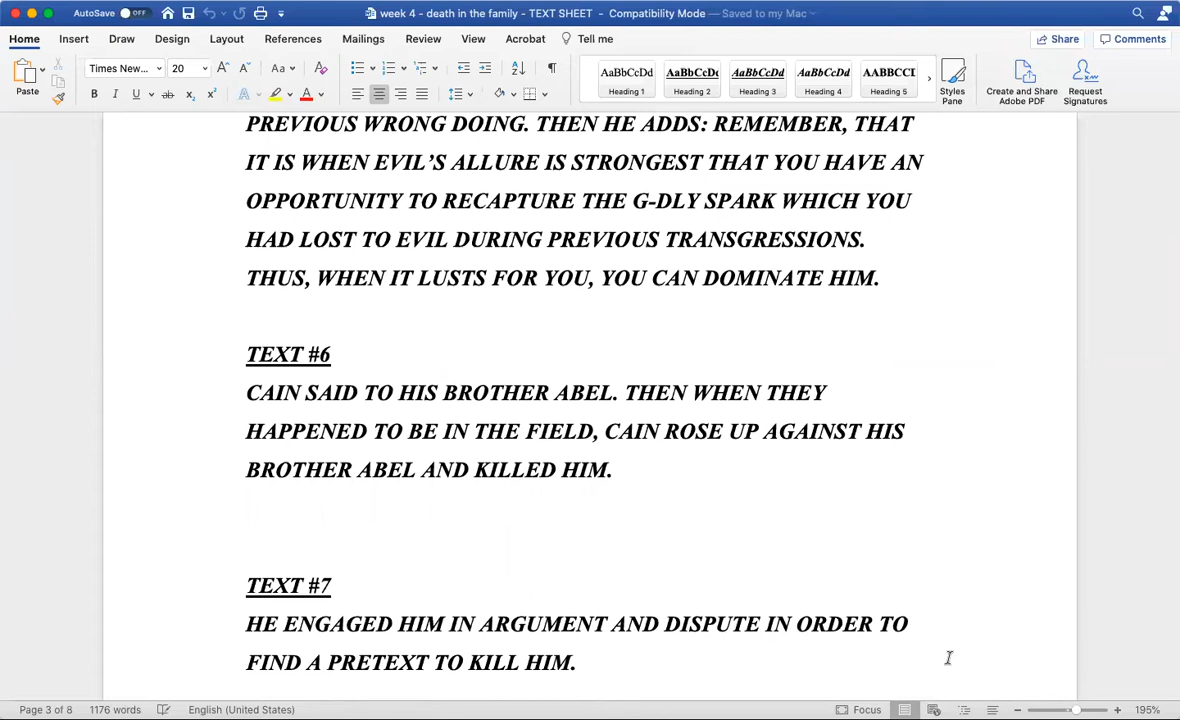 AutoSave OFF week 4 - death in the family - TEXT SHEET - Compatibility Mode — Saved to my Mac
Home Insert Draw Design Layout References Mailings Review View Acrobat Tell me Share Comments
Paste Times New... 20 Aa AaBbCcDd Heading 1 AaBbCcDc Heading 2 AaBbCcDd Heading 3 AaBbCcDd Heading 4 AABBCCI Heading 5 Styles Pane Create and Share Adobe PDF Request Signatures
PREVIOUS WRONG DOING. THEN HE ADDS: REMEMBER, THAT
IT IS WHEN EVIL’S ALLURE IS STRONGEST THAT YOU HAVE AN
OPPORTUNITY TO RECAPTURE THE G-DLY SPARK WHICH YOU
HAD LOST TO EVIL DURING PREVIOUS TRANSGRESSIONS.
THUS, WHEN IT LUSTS FOR YOU, YOU CAN DOMINATE HIM.
TEXT #6
CAIN SAID TO HIS BROTHER ABEL. THEN WHEN THEY
HAPPENED TO BE IN THE FIELD, CAIN ROSE UP AGAINST HIS
BROTHER ABEL AND KILLED HIM.
TEXT #7
HE ENGAGED HIM IN ARGUMENT AND DISPUTE IN ORDER TO
FIND A PRETEXT TO KILL HIM.
Page 3 of 8 1176 words English (United States) Focus 195%